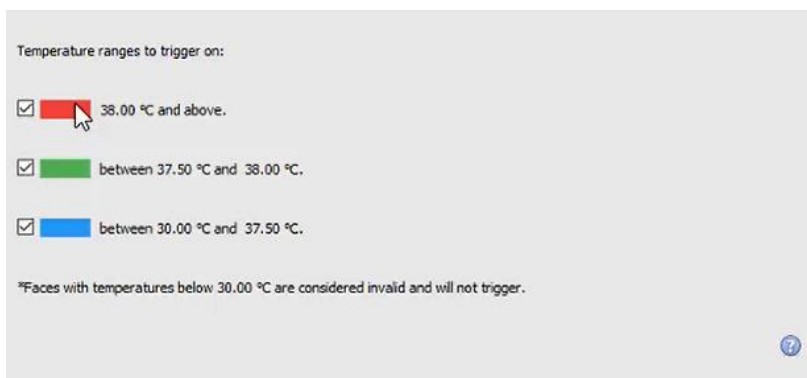 Temperature ranges to trigger on:
38.00 °C and above.
between 37.50 °C and 38.00 °C.
between 30.00 °C and 37.50 °C.
*Faces with temperatures below 30.00 °C are considered invalid and will not trigger.
?